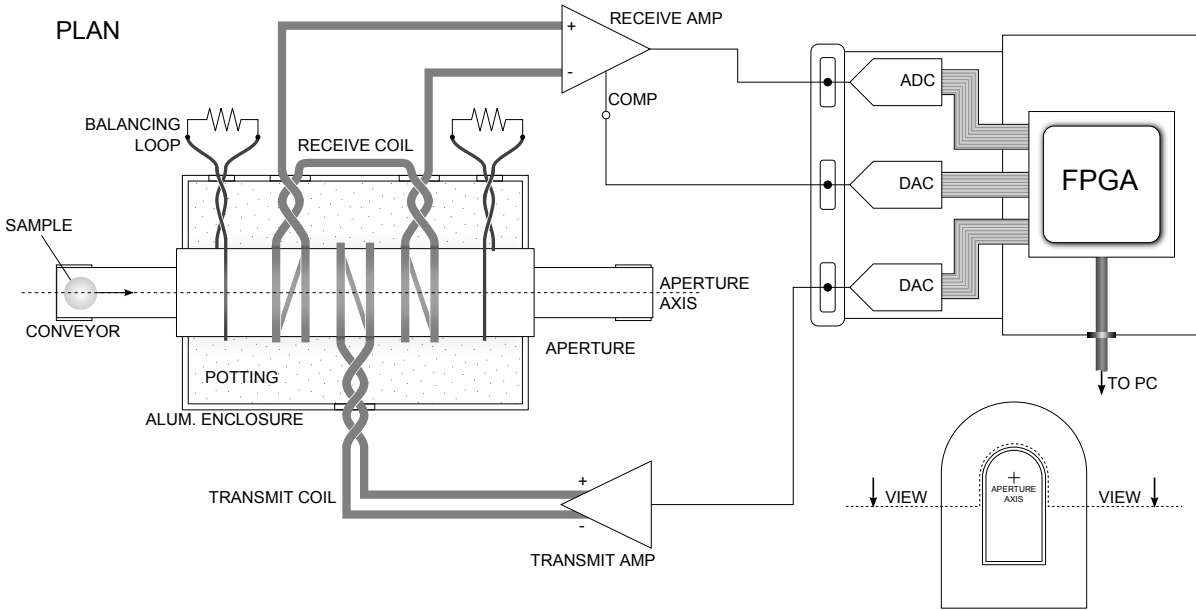 PLAN
RECEIVE AMP
+
-
COMP
ADC
DAC
DAC
FPGA
BALANCING
LOOP
RECEIVE COIL
SAMPLE
CONVEYOR
APERTURE
AXIS
APERTURE
POTTING
ALUM. ENCLOSURE
TRANSMIT COIL
+
-
TRANSMIT AMP
TO PC
VIEW
VIEW
APERTURE
AXIS